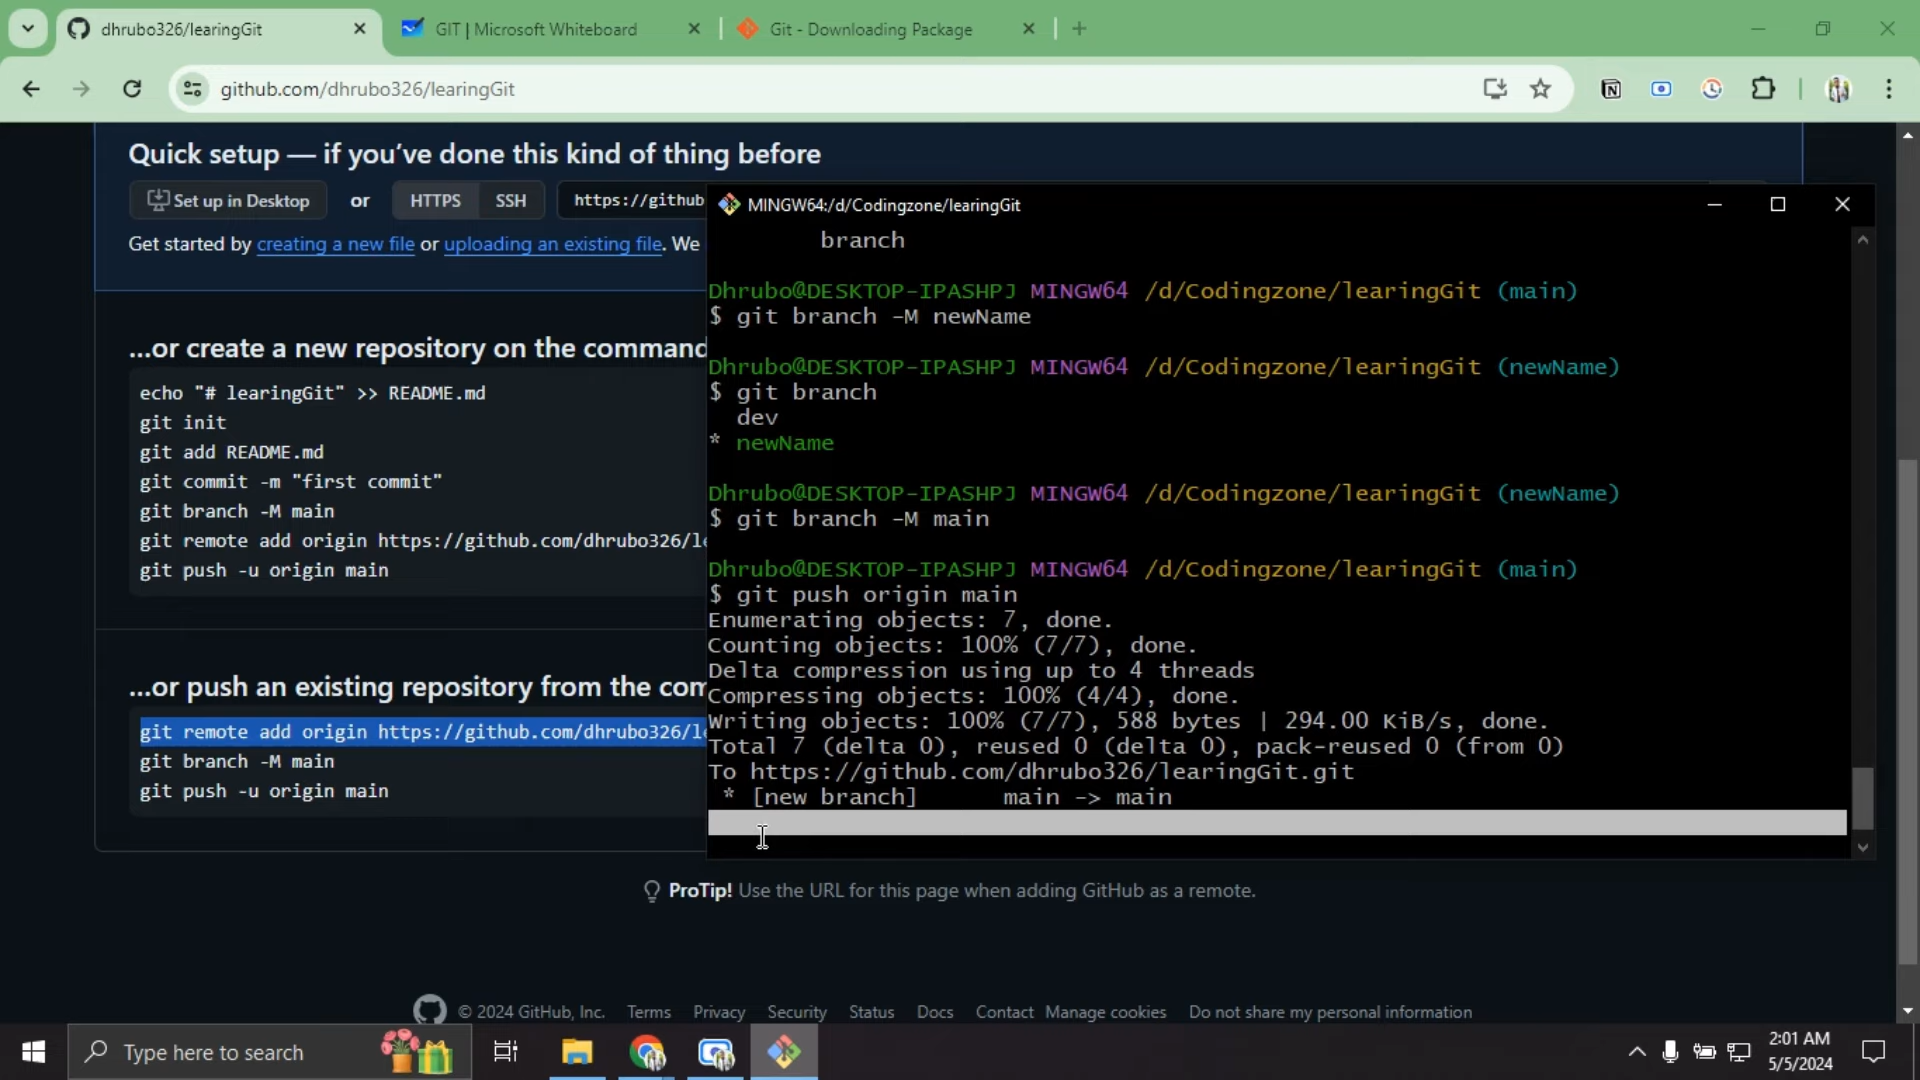 dhrubo326/learingGit
GIT | Microsoft Whiteboard
Git - Downloading Package
github.com/dhrubo326/learingGit
Quick setup — if you've done this kind of thing before
Set up in Desktop or HTTPS SSH https://github
Get started by creating a new file or uploading an existing file. We
...or create a new repository on the command
echo "# learingGit" >> README.md
git init
git add README.md
git commit -m "first commit"
git branch -M main
git remote add origin https://github.com/dhrubo326/le
git push -u origin main
...or push an existing repository from the com
git remote add origin https://github.com/dhrubo326/le
git branch -M main
git push -u origin main
MINGW64:/d/Codingzone/learingGit
branch
Dhrubo@DESKTOP-IPASHPJ MINGW64 /d/Codingzone/learingGit (main)
$ git branch -M newName
Dhrubo@DESKTOP-IPASHPJ MINGW64 /d/Codingzone/learingGit (newName)
$ git branch
dev
* newName
Dhrubo@DESKTOP-IPASHPJ MINGW64 /d/Codingzone/learingGit (newName)
$ git branch -M main
Dhrubo@DESKTOP-IPASHPJ MINGW64 /d/Codingzone/learingGit (main)
$ git push origin main
Enumerating objects: 7, done.
Counting objects: 100% (7/7), done.
Delta compression using up to 4 threads
Compressing objects: 100% (4/4), done.
Writing objects: 100% (7/7), 588 bytes | 294.00 KiB/s, done.
Total 7 (delta 0), reused 0 (delta 0), pack-reused 0 (from 0)
To https://github.com/dhrubo326/learingGit.git
* [new branch] main -> main
ProTip! Use the URL for this page when adding GitHub as a remote.
© 2024 GitHub, Inc. Terms Privacy Security Status Docs Contact Manage cookies Do not share my personal information
Type here to search
2:01 AM
5/5/2024